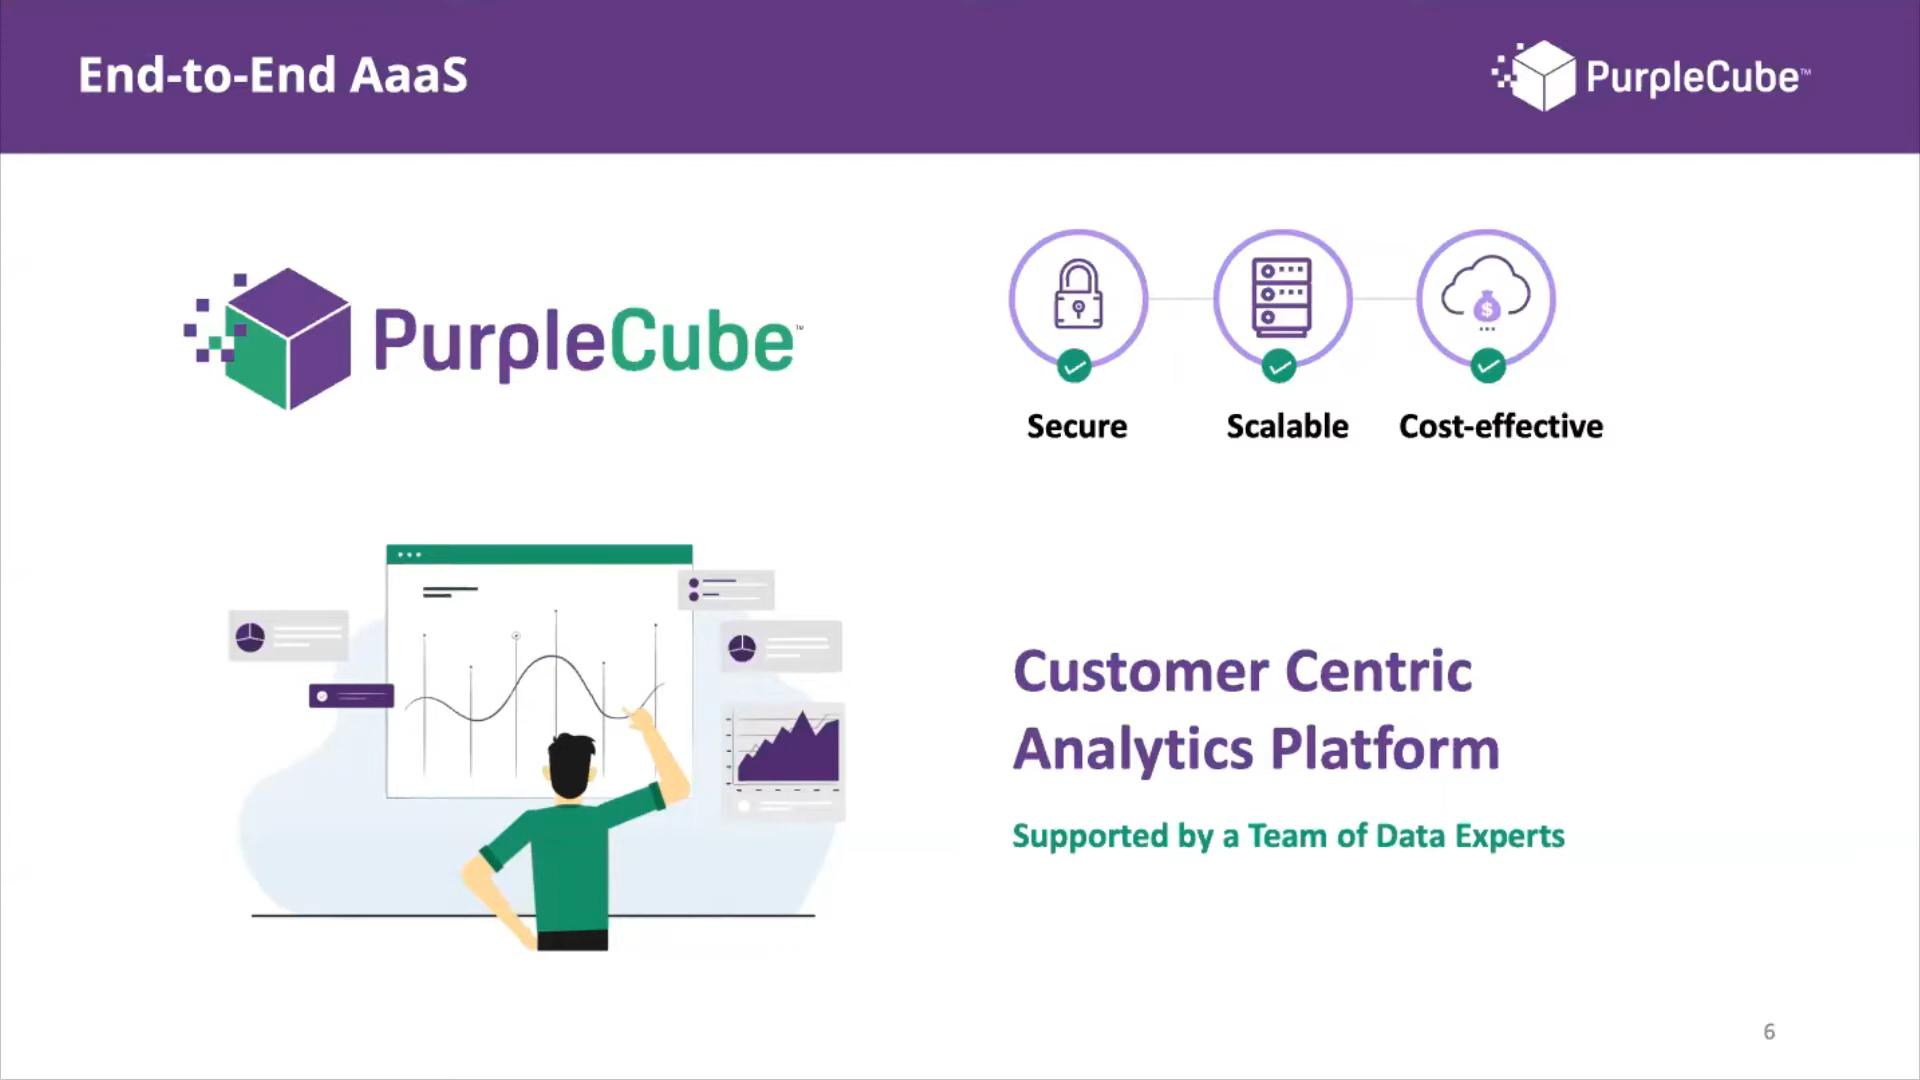 End-to-End AaaS
PurpleCube™
PurpleCube™
Secure
Scalable
Cost-effective
$
Customer Centric
Analytics Platform
Supported by a Team of Data Experts
6